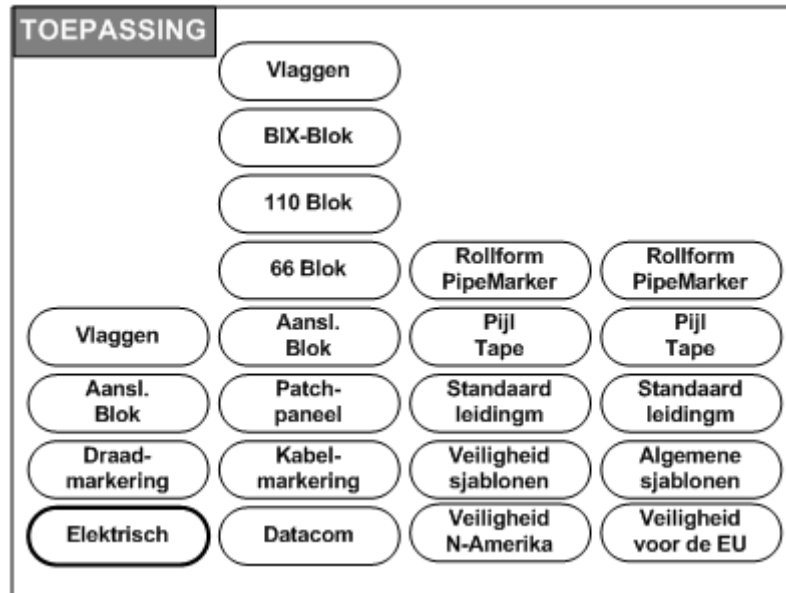 TOEPASSING
Vlaggen
BIX-Blok
110 Blok
66 Blok
Rollform
PipeMarker
Rollform
PipeMarker
Vlaggen
Aansl.
Blok
Pijl
Tape
Pijl
Tape
Aansl.
Blok
Patch-
paneel
Standaard
leidingm
Standaard
leidingm
Draad-
markering
Kabel-
markering
Veiligheid
sjablonen
Algemene
sjablonen
Elektrisch
Datacom
Veiligheid
N-Amerika
Veiligheid
voor de EU